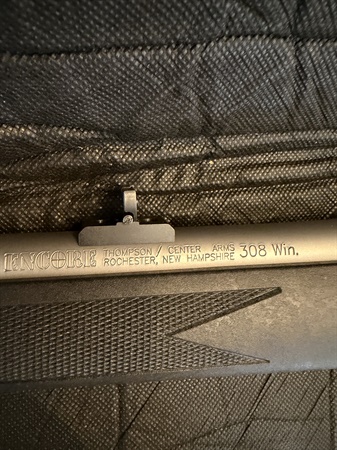 ENCORE THOMPSON / CENTER ARMS 308 Win.
ROCHESTER, NEW HAMPSHIRE